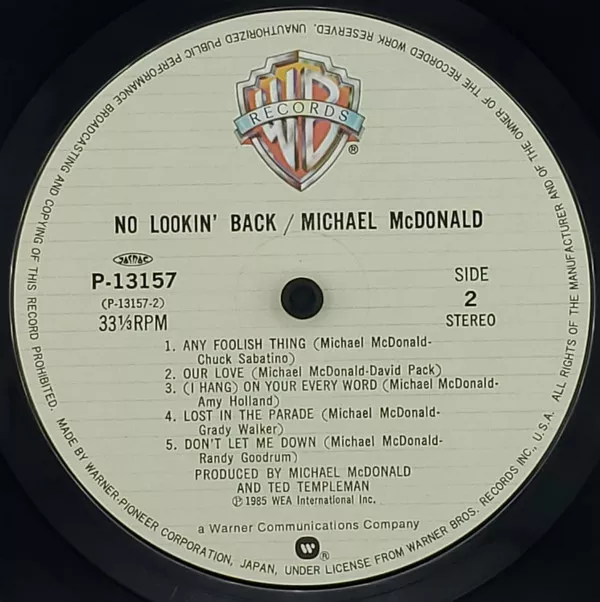 WB
RECORDS
®
NO LOOKIN' BACK / MICHAEL McDONALD
JASRAC
P-13157
(P-13157-2)
33⅓RPM
SIDE
2
STEREO
1. ANY FOOLISH THING (Michael McDonald-
Chuck Sabatino)
2. OUR LOVE (Michael McDonald-David Pack)
3. (I HANG) ON YOUR EVERY WORD (Michael McDonald-
Amy Holland)
4. LOST IN THE PARADE (Michael McDonald-
Grady Walker)
5. DON'T LET ME DOWN (Michael McDonald-
Randy Goodrum)
PRODUCED BY MICHAEL McDONALD
AND TED TEMPLEMAN
℗ 1985 WEA International Inc.
a Warner Communications Company
®
MADE BY WARNER-PIONEER CORPORATION, JAPAN, UNDER LICENSE FROM WARNER BROS. RECORDS INC., U.S.A. ALL RIGHTS OF THE MANUFACTURER AND OF THE OWNER OF THE RECORDED WORK RESERVED. UNAUTHORIZED PUBLIC PERFORMANCE BROADCASTING AND COPYING OF THIS RECORD PROHIBITED.